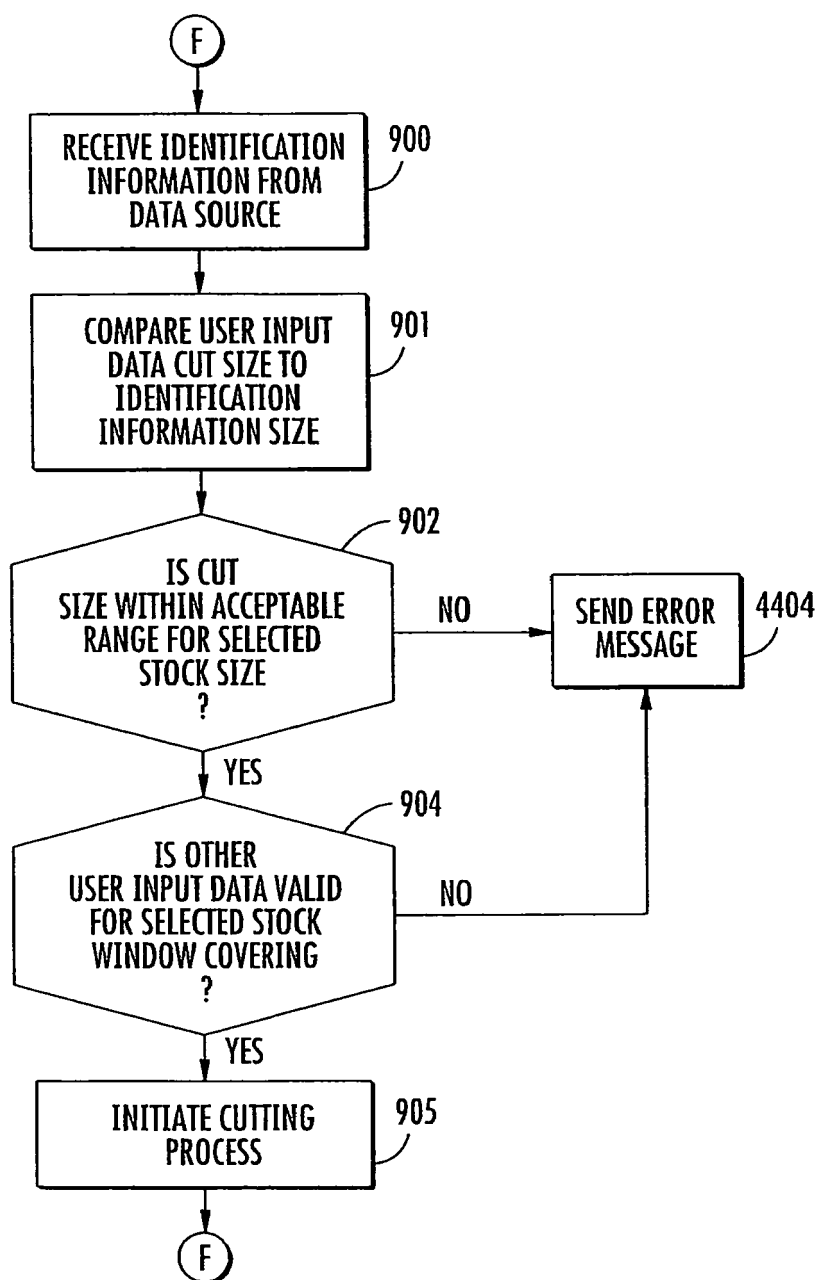 F
RECEIVE IDENTIFICATION
INFORMATION FROM
DATA SOURCE
900
COMPARE USER INPUT
DATA CUT SIZE TO
IDENTIFICATION
INFORMATION SIZE
901
902
IS CUT
SIZE WITHIN ACCEPTABLE
RANGE FOR SELECTED
STOCK SIZE
?
NO
SEND ERROR
MESSAGE
4404
YES
904
IS OTHER
USER INPUT DATA VALID
FOR SELECTED STOCK
WINDOW COVERING
?
NO
YES
INITIATE CUTTING
PROCESS
905
F